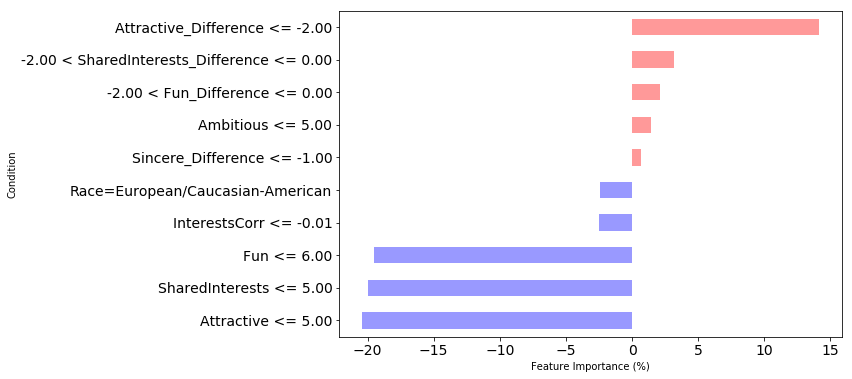 Attractive_Difference <= -2.00
-2.00 < SharedInterests_Difference <= 0.00
-2.00 < Fun_Difference <= 0.00
Ambitious <= 5.00
Sincere_Difference <= -1.00
Race=European/Caucasian-American
InterestsCorr <= -0.01
Fun <= 6.00
SharedInterests <= 5.00
Attractive <= 5.00
Condition
−20 −15 −10 −5 0 5 10 15
Feature Importance (%)